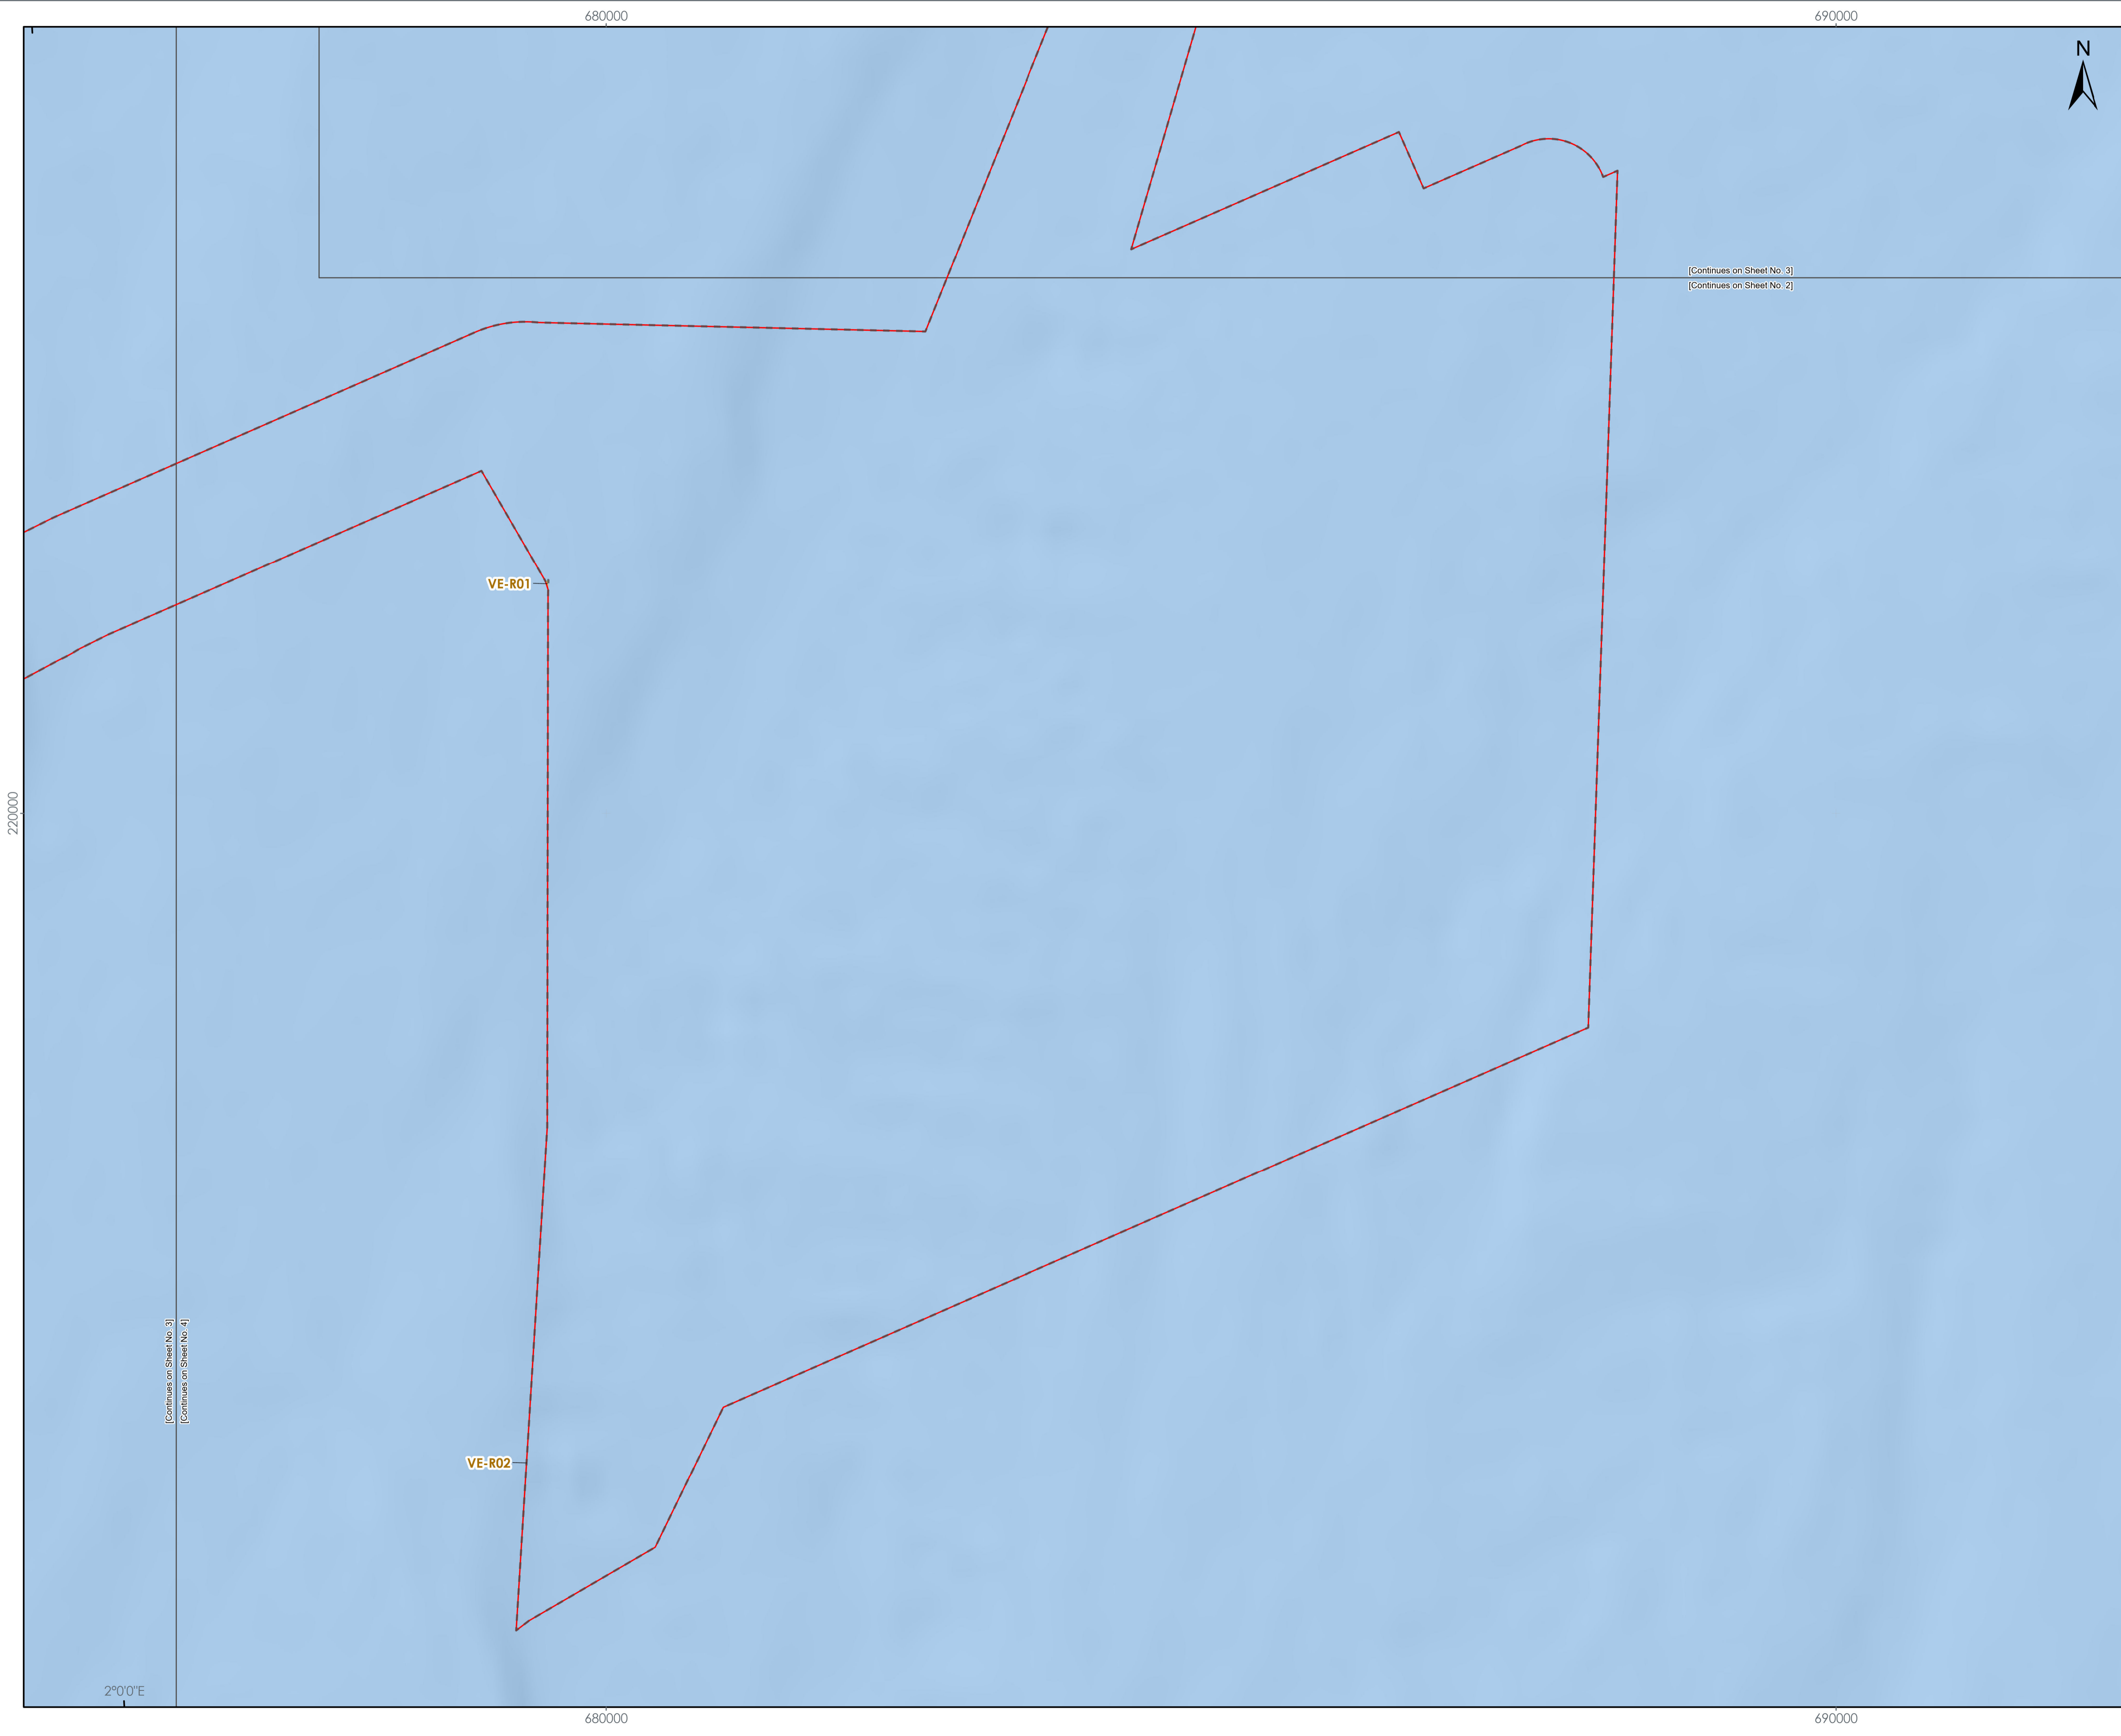 680000
690000
N
[Continues on Sheet No. 3]
[Continues on Sheet No. 2]
VE-R01
220000
[Continues on Sheet No. 3]
[Continues on Sheet No. 4]
VE-R02
2°0'0"E
680000
690000